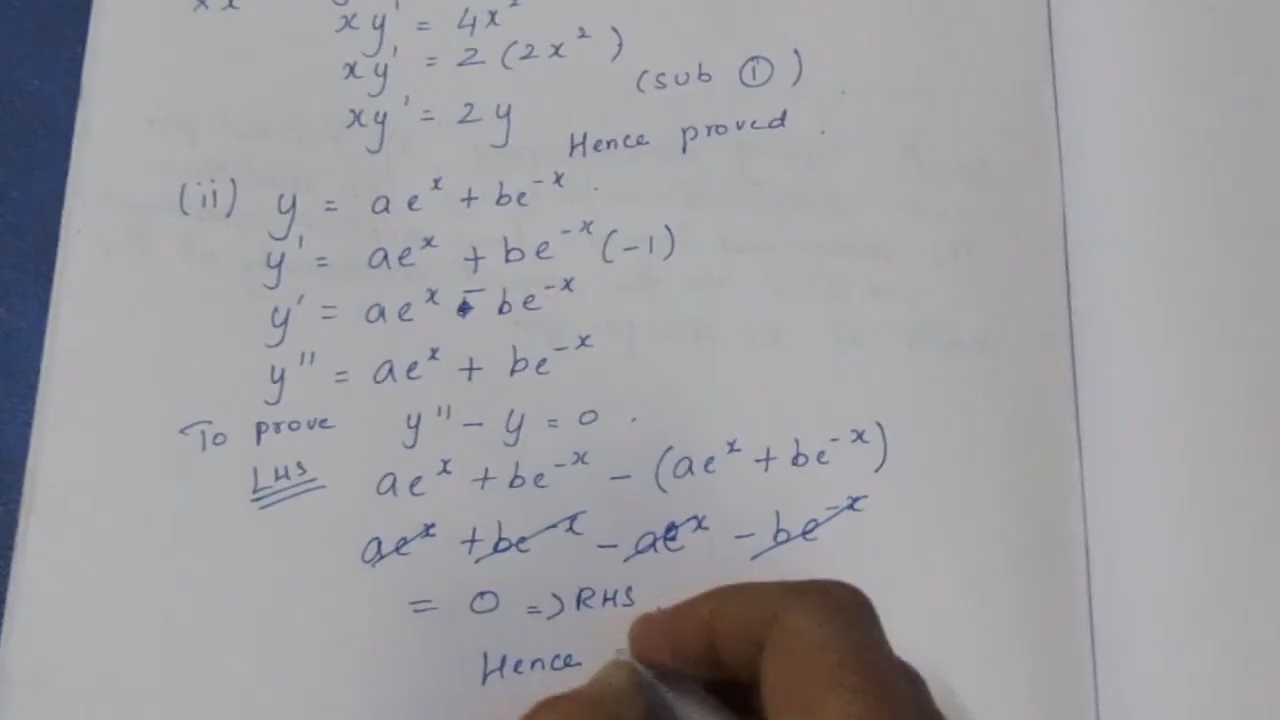 xy' = 4x²
xy' = 2 (2x²)
(sub ①)
xy' = 2y
Hence proved.
(ii) y = ae^x + be^-x.
y' = ae^x + be^-x (-1)
y' = ae^x - be^-x
y'' = ae^x + be^-x
To prove y'' - y = 0.
LHS ae^x + be^-x - (ae^x + be^-x)
ae^x + be^-x - ae^x - be^-x
= 0 => RHS
Hence